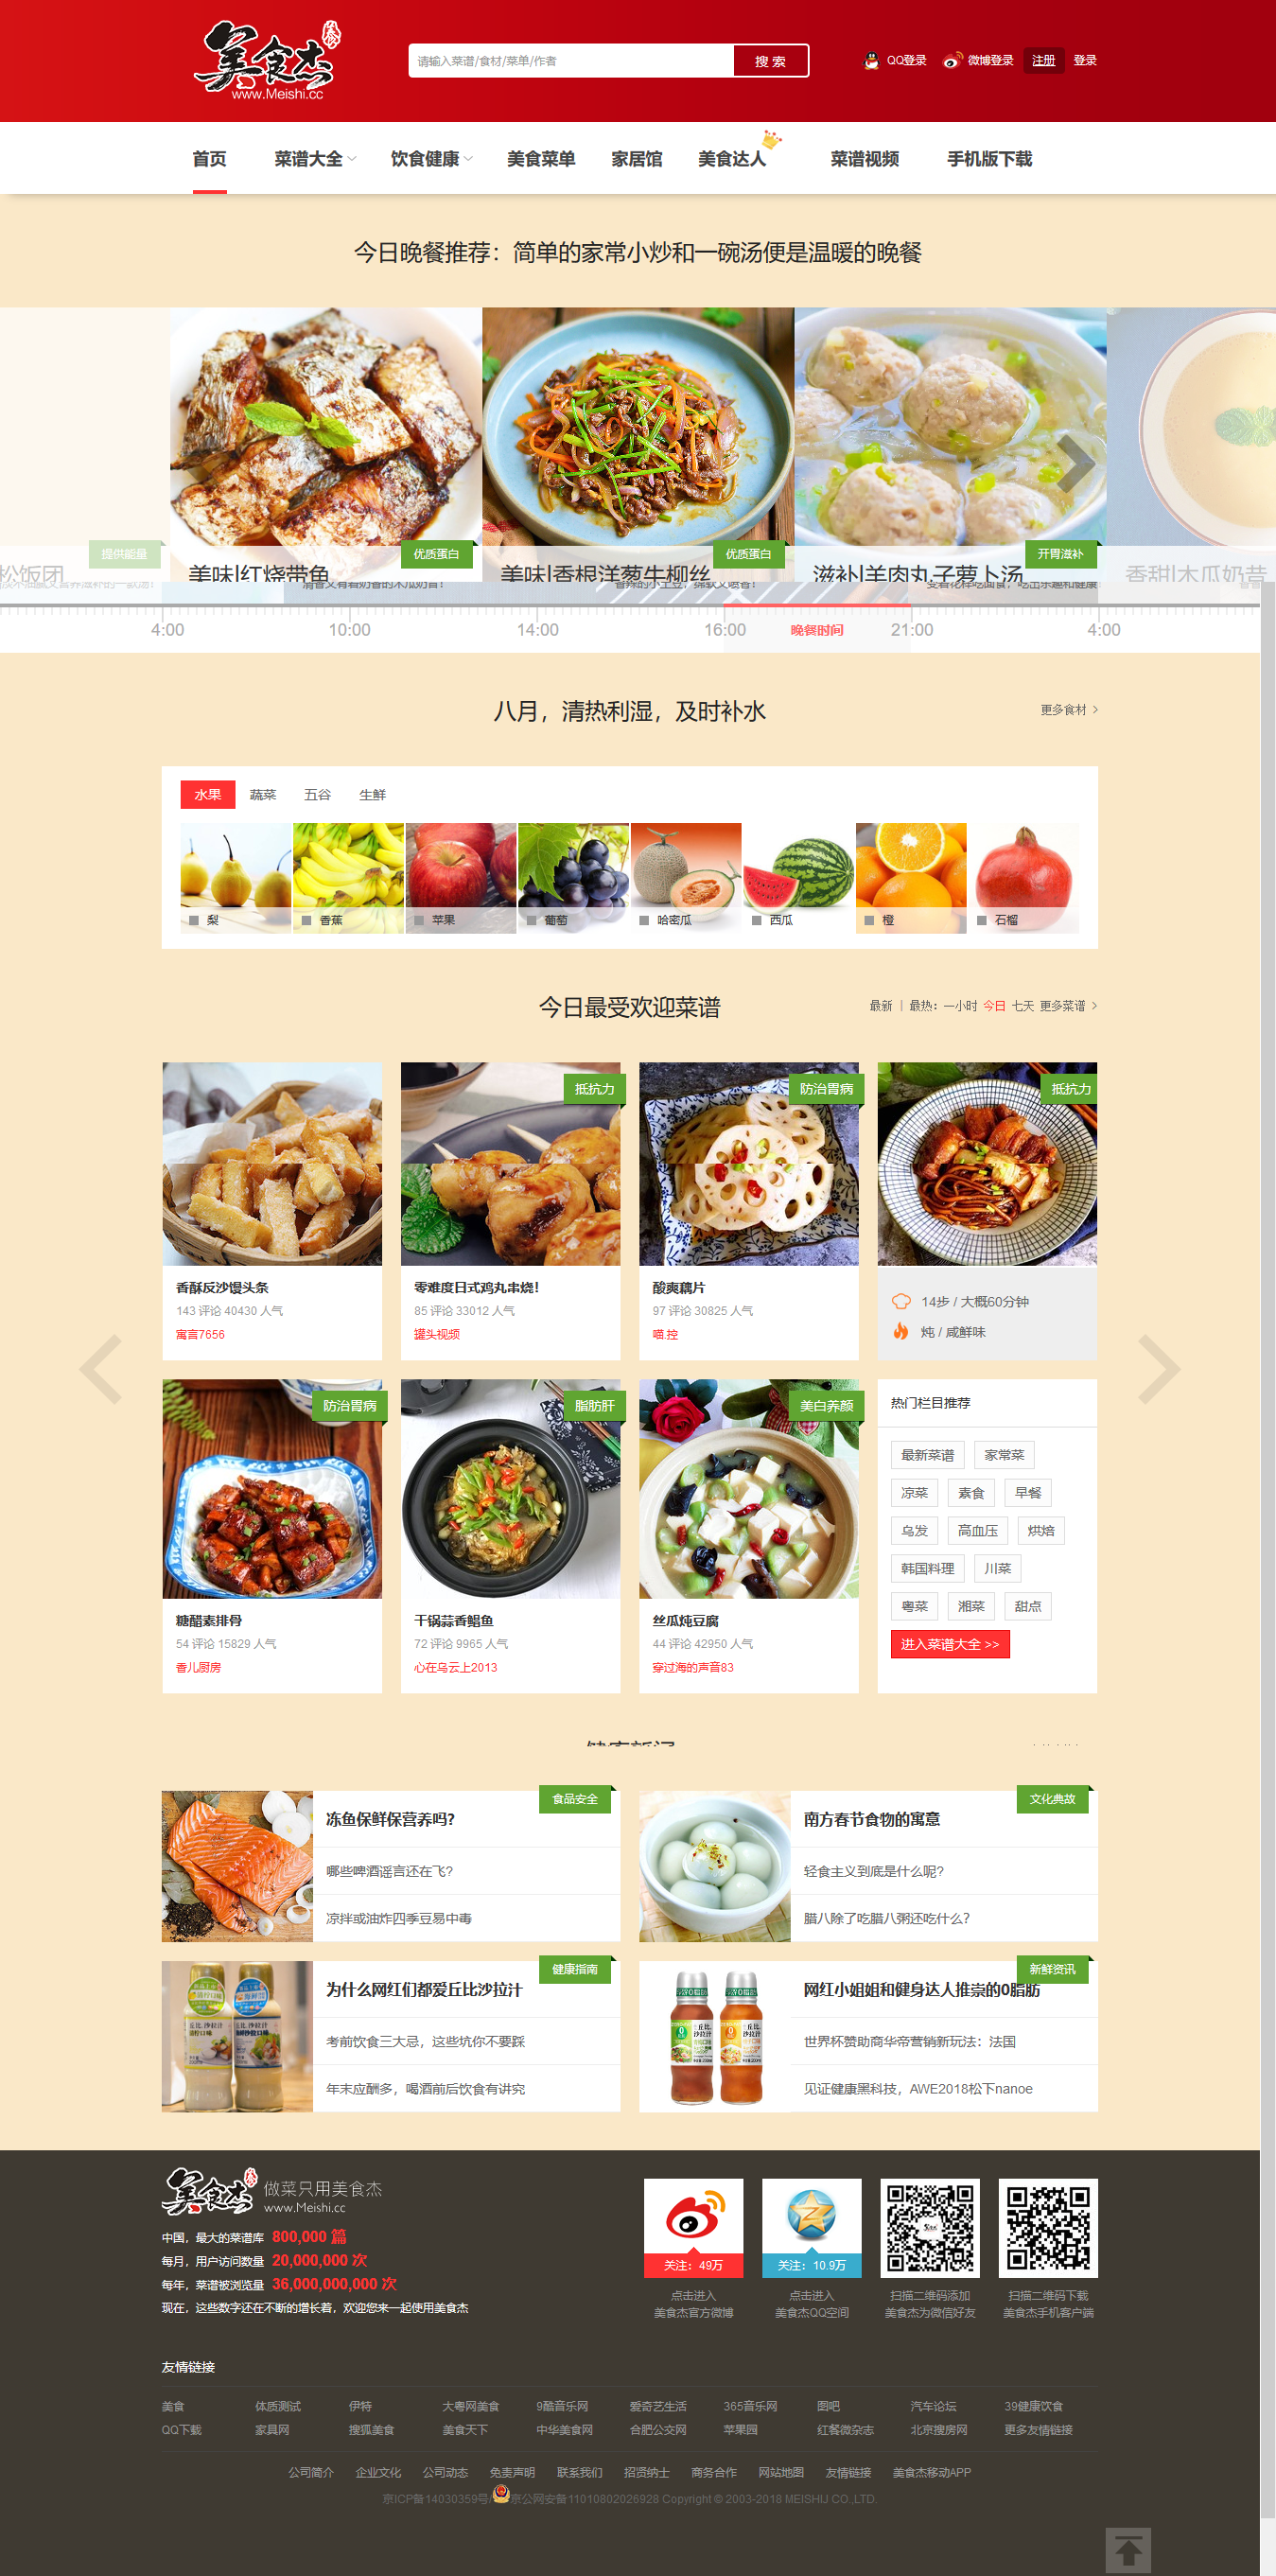 美食杰
www.Meishi.cc
请输入菜谱/食材/菜单/作者
搜 索
QQ登录 微博登录 注册 登录
首页 菜谱大全 饮食健康 美食菜单 家居馆 美食达人 菜谱视频 手机版下载
今日晚餐推荐：简单的家常小炒和一碗汤便是温暖的晚餐
提供能量 优质蛋白 优质蛋白 开胃滋补
松饭团 美味|红烧带鱼 美味|香根洋葱牛柳丝 滋补|羊肉丸子萝卜汤 香甜|木瓜奶昔
4:00 10:00 14:00 16:00 晚餐时间 21:00 4:00
八月，清热利湿，及时补水
更多食材
水果 蔬菜 五谷 生鲜
梨 香蕉 苹果 葡萄 哈密瓜 西瓜 橙 石榴
今日最受欢迎菜谱
最新 | 最热：一小时 今日 七天 更多菜谱
抵抗力 防治胃病 抵抗力
香酥反沙馒头条 零难度日式鸡丸串烧！ 酸爽藕片
143 评论 40430 人气 85 评论 33012 人气 97 评论 30825 人气
寓言7656 罐头视频 喵.控
14步 / 大概60分钟
炖 / 咸鲜味
防治胃病 脂肪肝 美白养颜
糖醋素排骨 干锅蒜香鲳鱼 丝瓜炖豆腐
54 评论 15829 人气 72 评论 9965 人气 44 评论 42950 人气
香儿厨房 心在乌云上2013 穿过海的声音83
热门栏目推荐
最新菜谱 家常菜
凉菜 素食 早餐
乌发 高血压 烘焙
韩国料理 川菜
粤菜 湘菜 甜点
进入菜谱大全 >>
食品安全
冻鱼保鲜保营养吗?
哪些啤酒谣言还在飞?
凉拌或油炸四季豆易中毒
文化典故
南方春节食物的寓意
轻食主义到底是什么呢?
腊八除了吃腊八粥还吃什么?
健康指南
为什么网红们都爱丘比沙拉汁
考前饮食三大忌，这些坑你不要踩
年末应酬多，喝酒前后饮食有讲究
新鲜资讯
网红小姐姐和健身达人推崇的0脂肪
世界杯赞助商华帝营销新玩法：法国
见证健康黑科技，AWE2018松下nanoe
美食杰 做菜只用美食杰
www.Meishi.cc
中国，最大的菜谱库 800,000 篇
每月，用户访问数量 20,000,000 次
每年，菜谱被浏览量 36,000,000,000 次
现在，这些数字还在不断的增长着，欢迎您来一起使用美食杰
关注：49万 关注：10.9万
点击进入 点击进入 扫描二维码添加 扫描二维码下载
美食杰官方微博 美食杰QQ空间 美食杰为微信好友 美食杰手机客户端
友情链接
美食 体质测试 伊特 大粤网美食 9酷音乐网 爱奇艺生活 365音乐网 图吧 汽车论坛 39健康饮食
QQ下载 家具网 搜狐美食 美食天下 中华美食网 合肥公交网 苹果园 红餐微杂志 北京搜房网 更多友情链接
公司简介 企业文化 公司动态 免责声明 联系我们 招贤纳士 商务合作 网站地图 友情链接 美食杰移动APP
京ICP备14030359号/京公网安备11010802026928 Copyright © 2003-2018 MEISHIJ CO.,LTD.